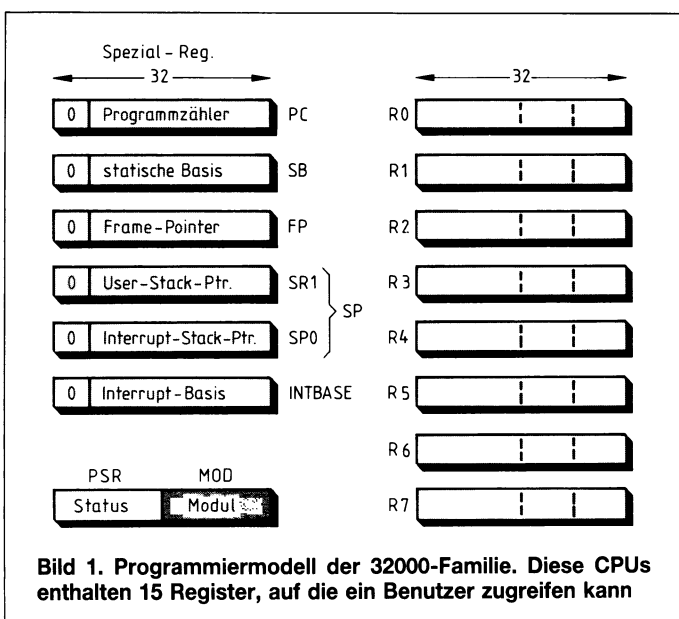 Spezial-Reg.
32
0 Programmzähler PC
0 statische Basis SB
0 Frame-Pointer FP
0 User-Stack-Ptr. SR1
SP
0 Interrupt-Stack-Ptr. SP0
0 Interrupt-Basis INTBASE
PSR MOD
Status Modul
32
R0
R1
R2
R3
R4
R5
R6
R7
Bild 1. Programmiermodell der 32000-Familie. Diese CPUs
enthalten 15 Register, auf die ein Benutzer zugreifen kann